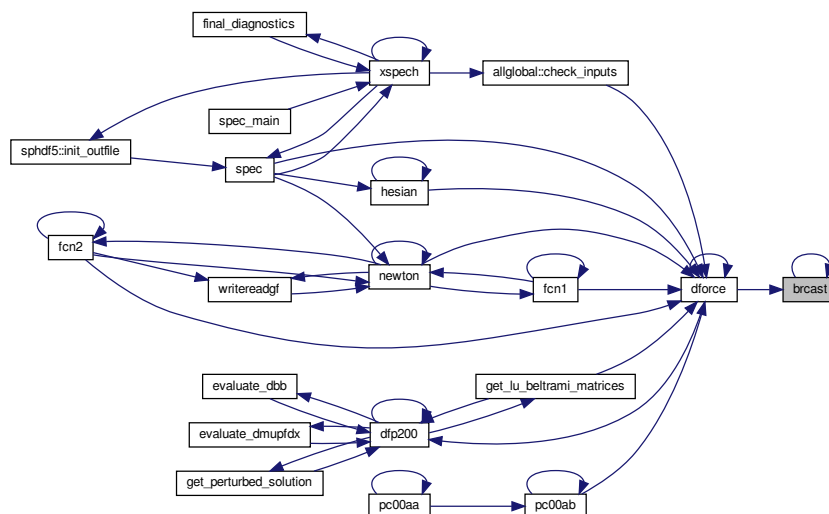 final_diagnostics
xspech
allglobal::check_inputs
spec_main
sphdf5::init_outfile
spec
hesian
fcn2
newton
writereadgf
fcn1
dforce
brcast
evaluate_dbb
get_lu_beltrami_matrices
evaluate_dmupfdx
dfp200
get_perturbed_solution
pc00aa
pc00ab